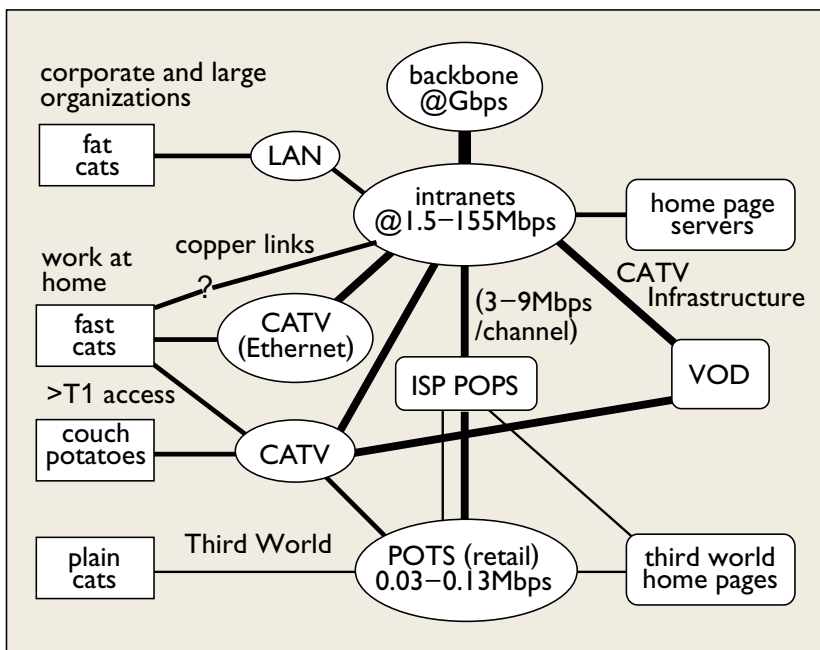 corporate and large
organizations
backbone
@Gbps
fat
cats
LAN
intranets
@1.5–155Mbps
home page
servers
copper links
work at
home
?
CATV
Infrastructure
fast
cats
CATV
(Ethernet)
(3–9Mbps
/channel)
ISP POPS
VOD
>T1 access
couch
potatoes
CATV
Third World
plain
cats
POTS (retail)
0.03–0.13Mbps
third world
home pages